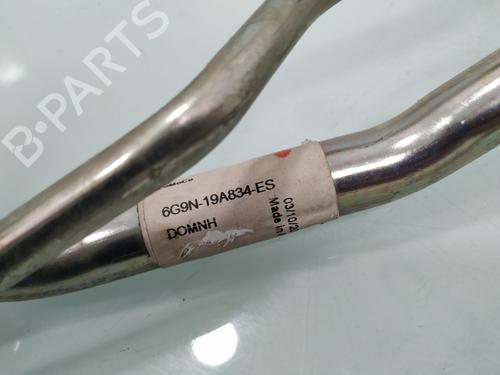 B-PARTS
6G9N-19A834-ES
DOMNH
03/10/2
Made in